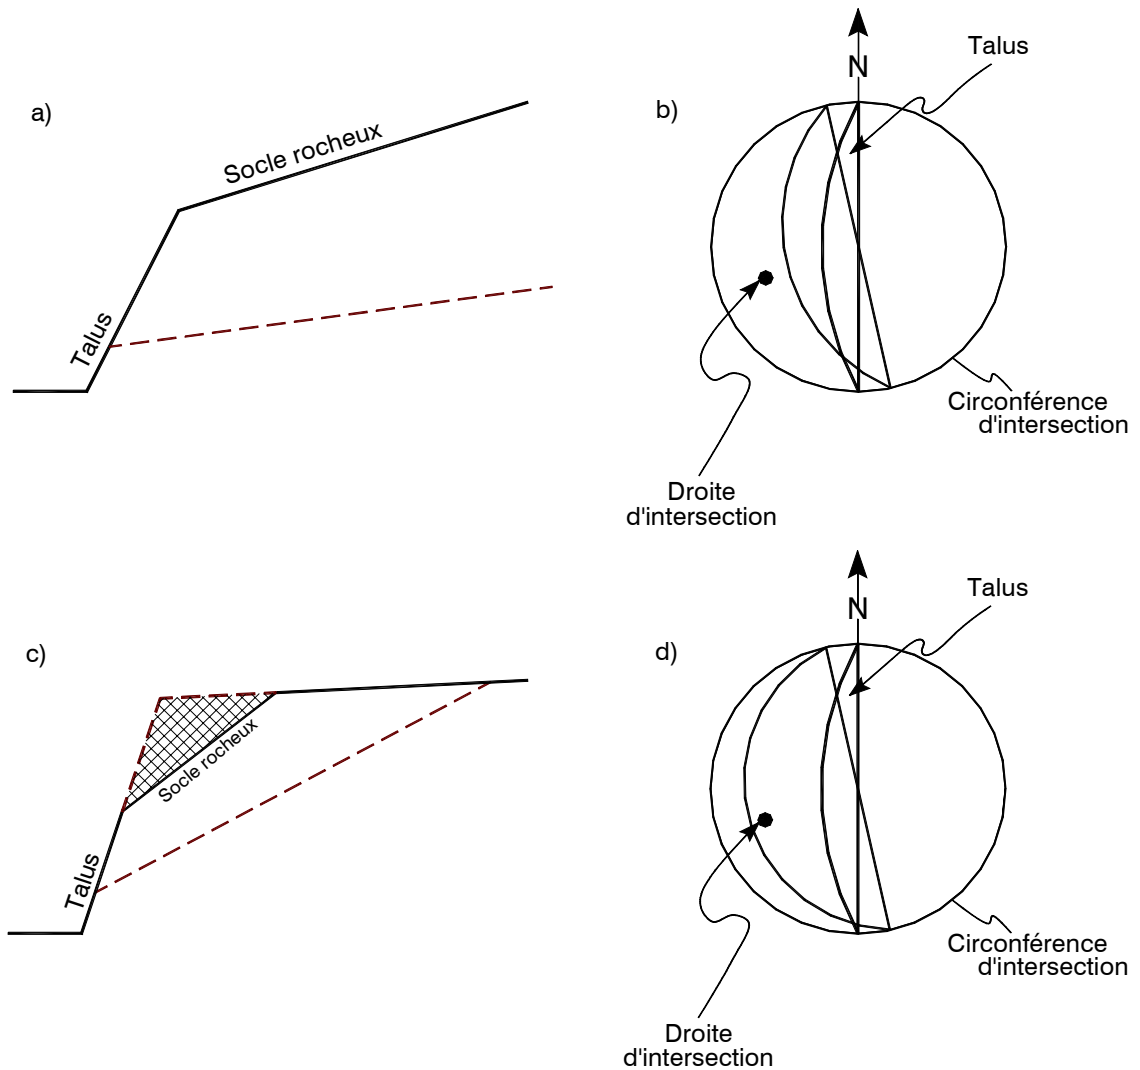 a)
Socle rocheux
Talus
b)
N
Talus
Circonférence
d'intersection
Droite
d'intersection
c)
Socle rocheux
Talus
d)
N
Talus
Circonférence
d'intersection
Droite
d'intersection